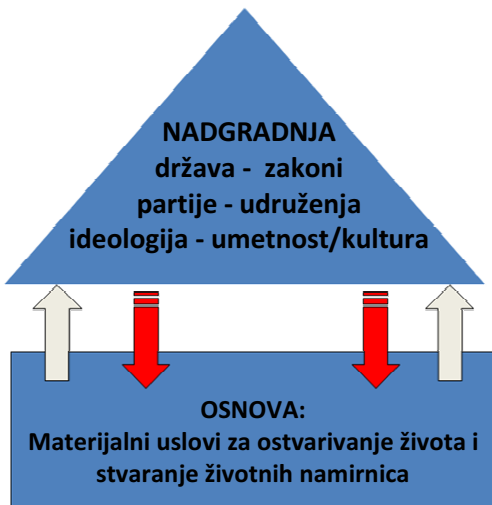 NADGRADNJA
država - zakoni
partije - udruženja
ideologija - umetnost/kultura
OSNOVA:
Materijalni uslovi za ostvarivanje života i
stvaranje životnih namirnica